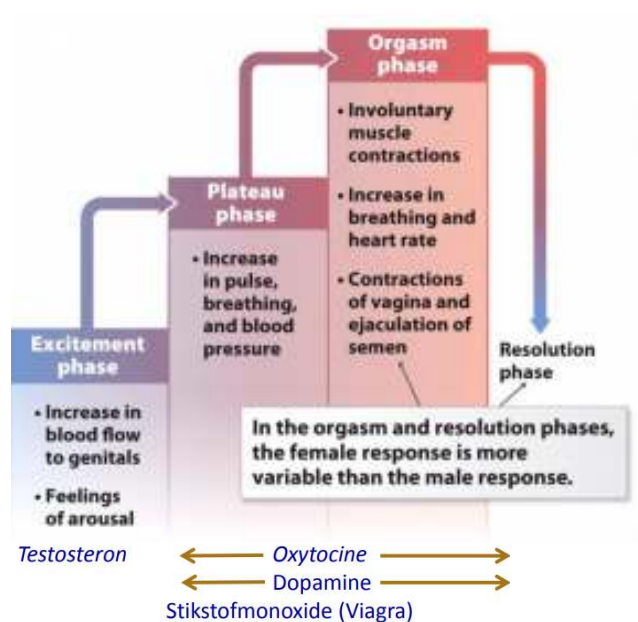 Orgasm
phase
• Involuntary
muscle
contractions
• Increase in
breathing and
heart rate
• Contractions
of vagina and
ejaculation of
semen
Plateau
phase
• Increase
in pulse,
breathing,
and blood
pressure
Excitement
phase
• Increase in
blood flow
to genitals
• Feelings
of arousal
Resolution
phase
In the orgasm and resolution phases,
the female response is more
variable than the male response.
Testosteron
Oxytocine
Dopamine
Stikstofmonoxide (Viagra)